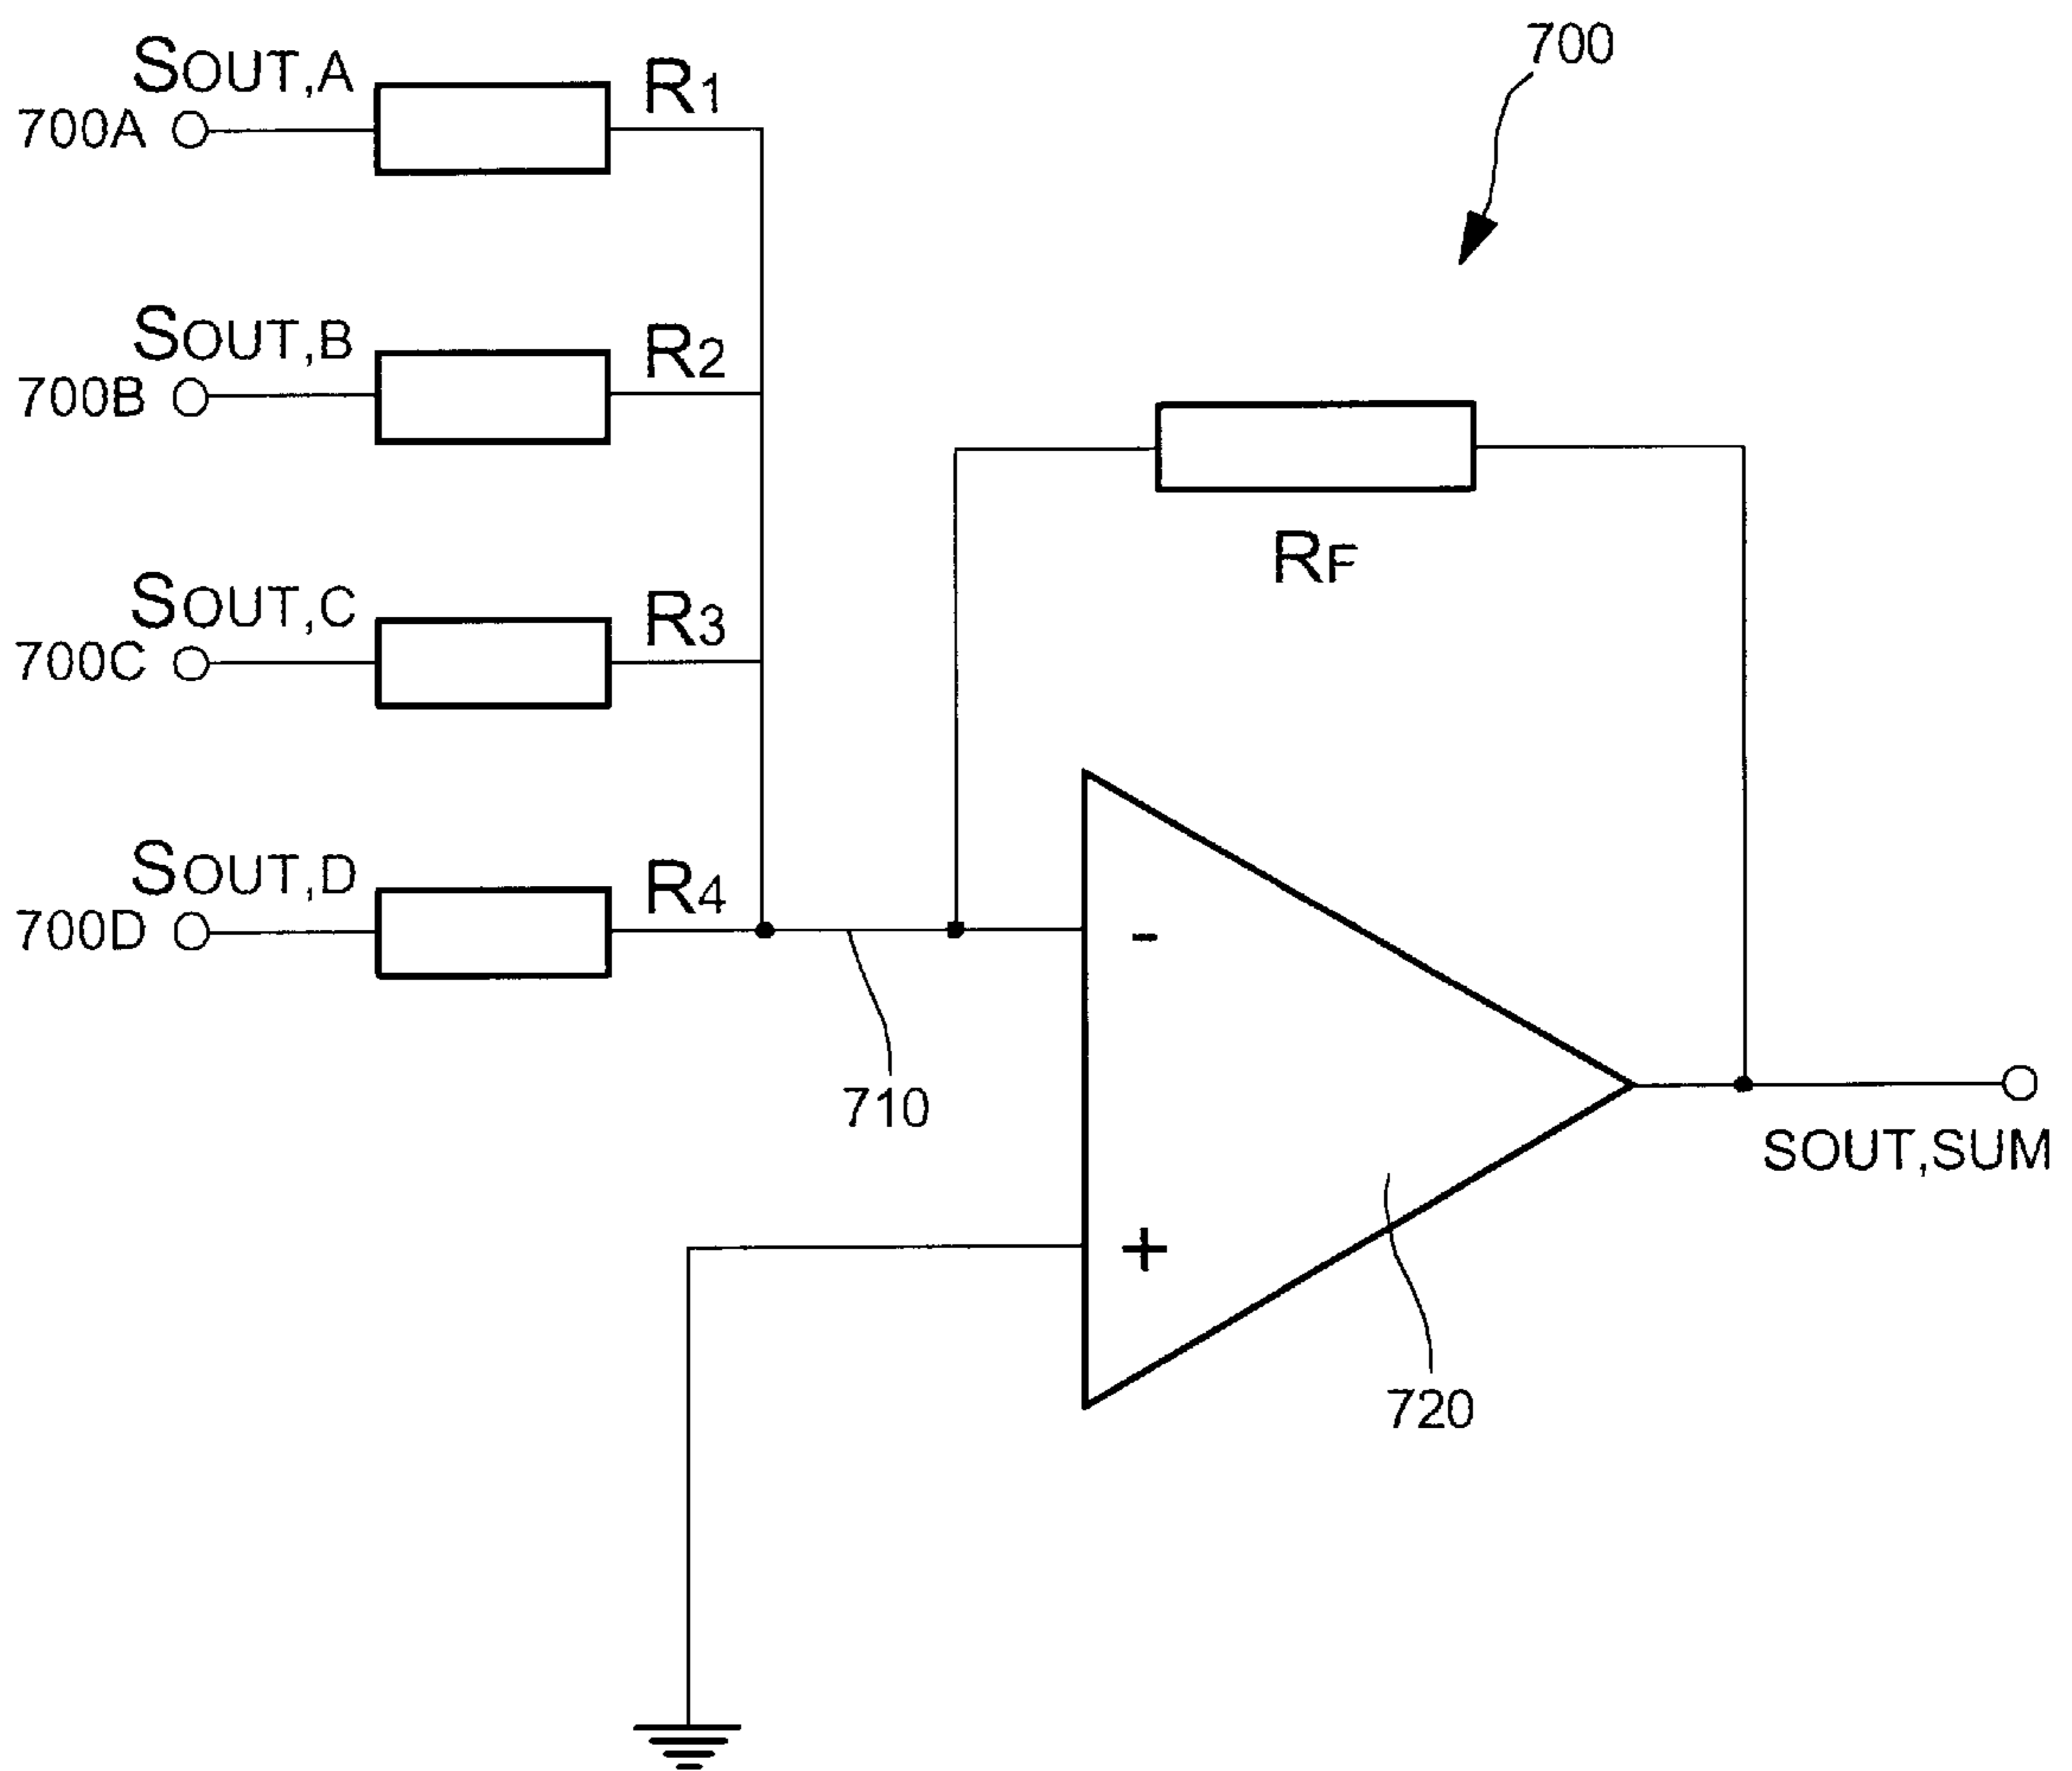 700
SOUT,A
R1
700A
SOUT,B
R2
700B
RF
SOUT,C
R3
700C
SOUT,D
R4
700D
-
710
SOUT,SUM
+
720